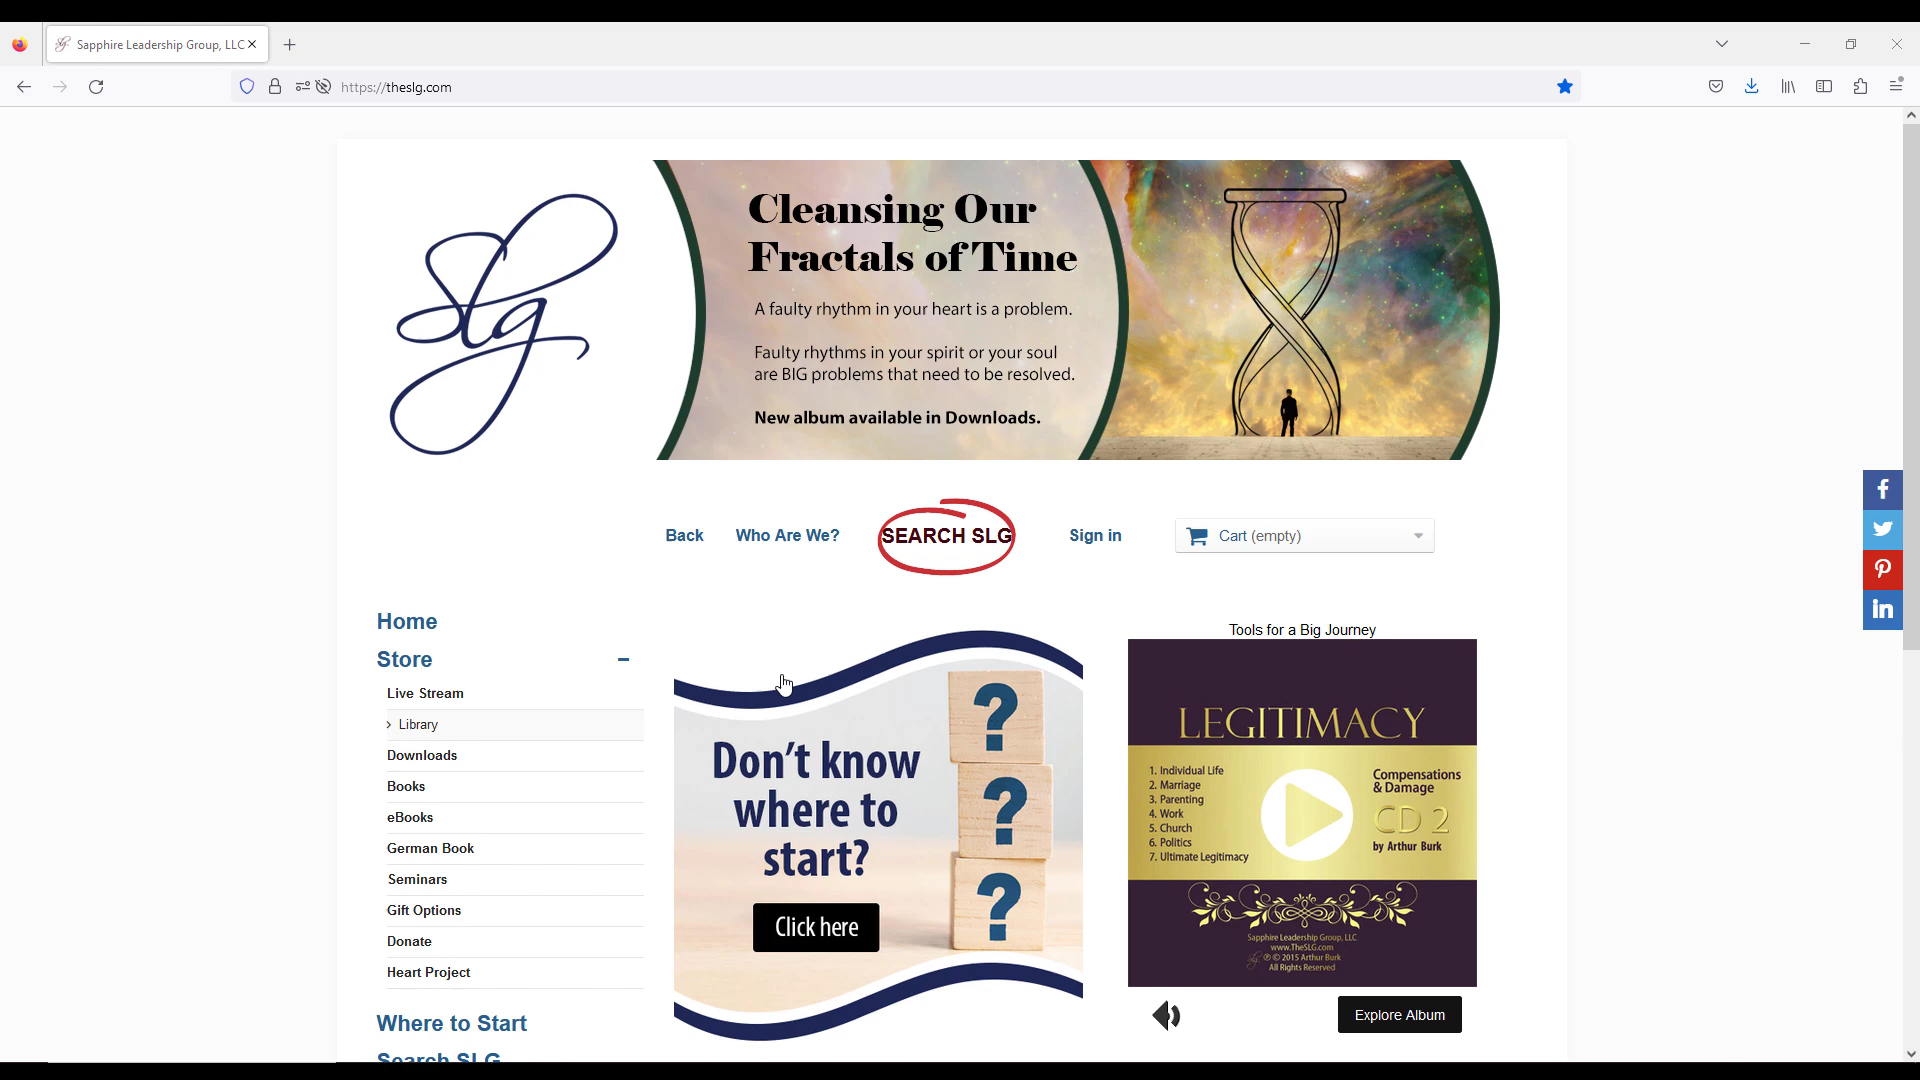 Sapphire Leadership Group, LLC
https://theslg.com
Slg
Cleansing Our
Fractals of Time
A faulty rhythm in your heart is a problem.
Faulty rhythms in your spirit or your soul
are BIG problems that need to be resolved.
New album available in Downloads.
Back
Who Are We?
SEARCH SLG
Sign in
Cart (empty)
Home
Store
Live Stream
> Library
Downloads
Books
eBooks
German Book
Seminars
Gift Options
Donate
Heart Project
Where to Start
Search SLG
Don't know
where to
start?
Click here
? ? ?
Tools for a Big Journey
LEGITIMACY
1. Individual Life
2. Marriage
3. Parenting
4. Work
5. Church
6. Politics
7. Ultimate Legitimacy
Compensations
& Damage
CD 2
by Arthur Burk
Sapphire Leadership Group, LLC
www.TheSLG.com
℗ © 2015 Arthur Burk
All Rights Reserved
Explore Album